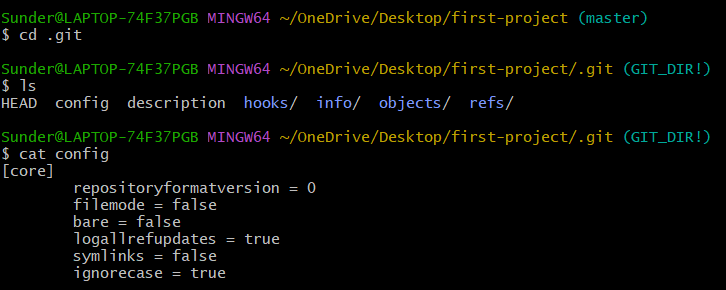 Sunder@LAPTOP-74F37PGB MINGW64 ~/OneDrive/Desktop/first-project (master)
$ cd .git
Sunder@LAPTOP-74F37PGB MINGW64 ~/OneDrive/Desktop/first-project/.git (GIT_DIR!)
$ ls
HEAD  config  description  hooks/  info/  objects/  refs/
Sunder@LAPTOP-74F37PGB MINGW64 ~/OneDrive/Desktop/first-project/.git (GIT_DIR!)
$ cat config
[core]
        repositoryformatversion = 0
        filemode = false
        bare = false
        logallrefupdates = true
        symlinks = false
        ignorecase = true